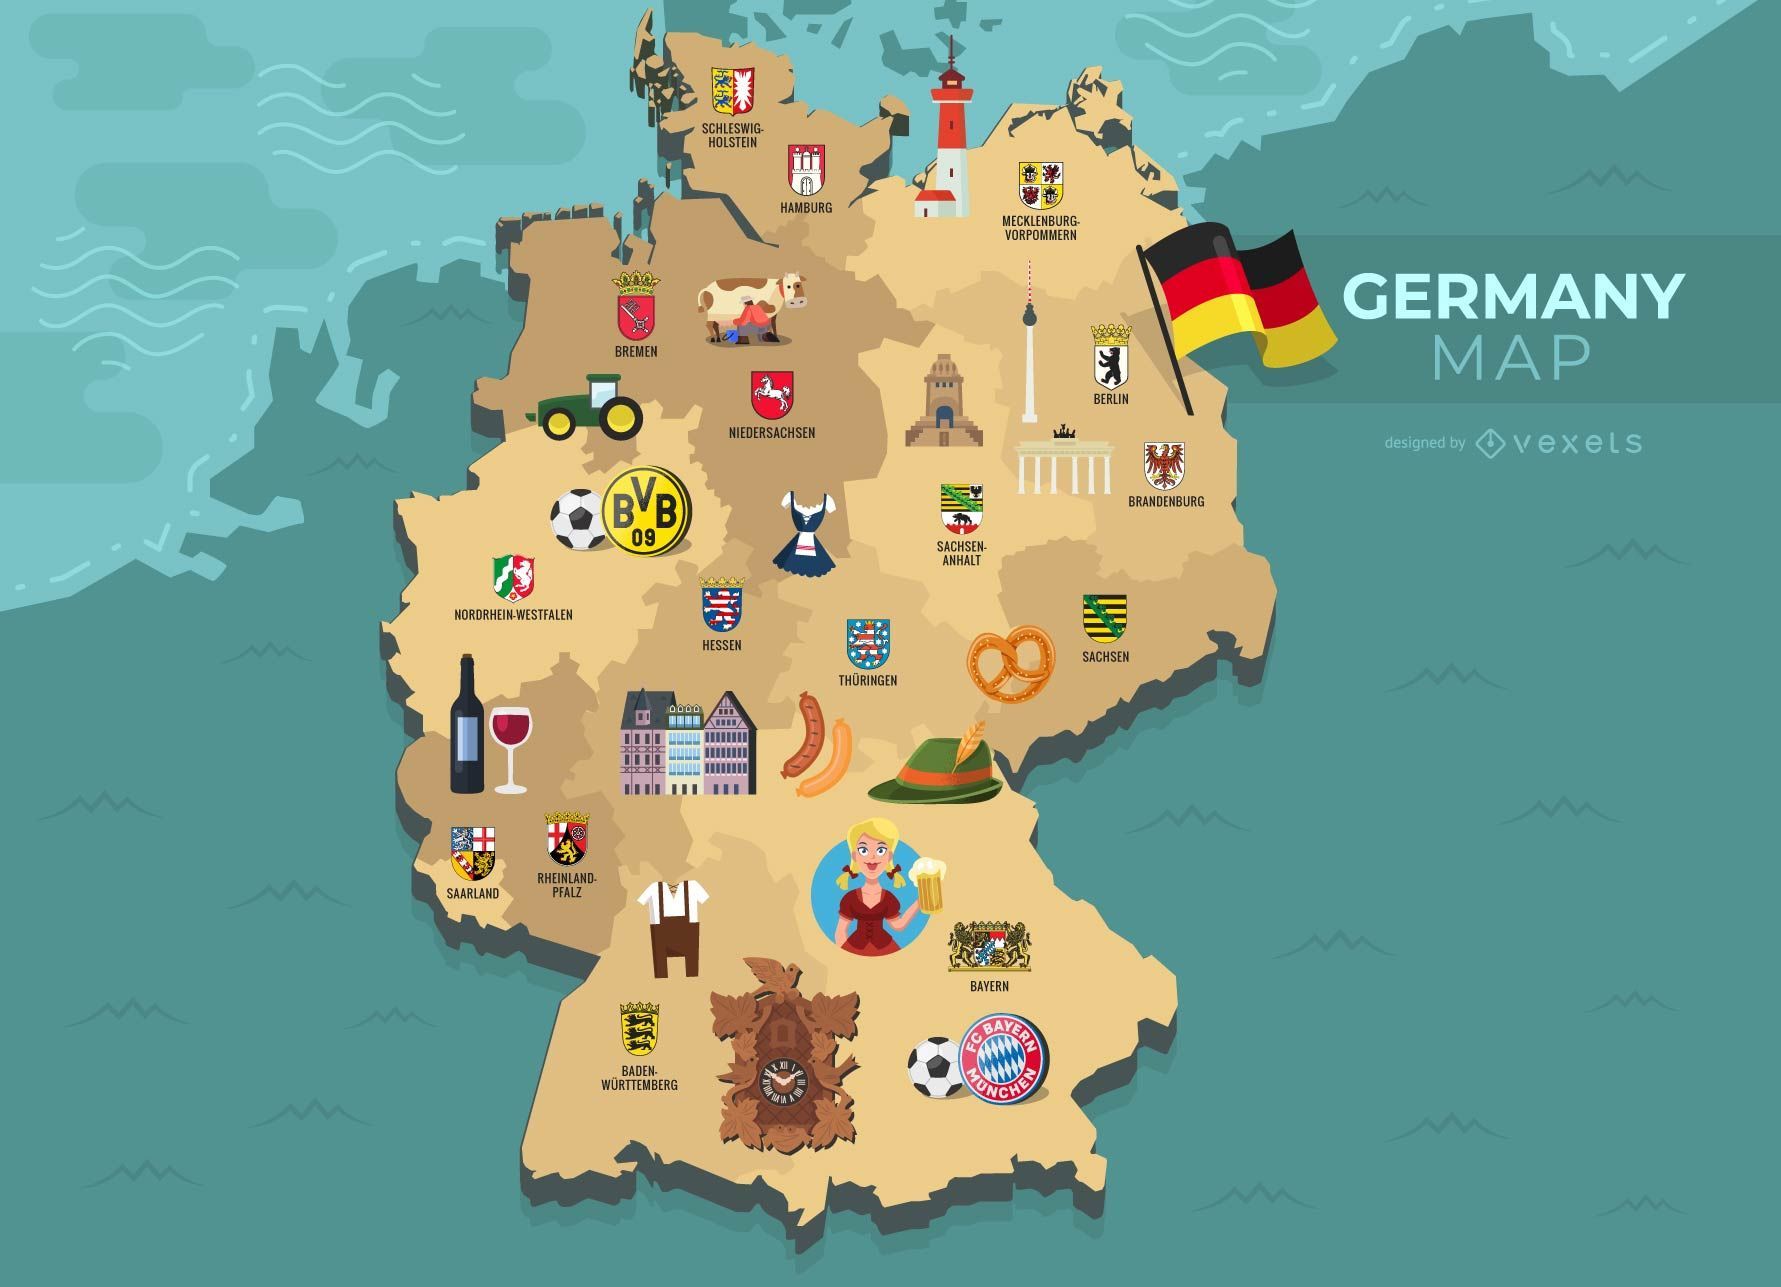 SCHLESWIG-
HOLSTEIN
HAMBURG
MECKLENBURG-
VORPOMMERN
GERMANY
MAP
designed by vexels
BREMEN
BERLIN
NIEDERSACHSEN
BRANDENBURG
BVB
09
SACHSEN-
ANHALT
NORDRHEIN-WESTFALEN
HESSEN
SACHSEN
THÜRINGEN
SAARLAND
RHEINLAND-
PFALZ
BAYERN
BADEN-
WÜRTTEMBERG
FC BAYERN
MÜNCHEN